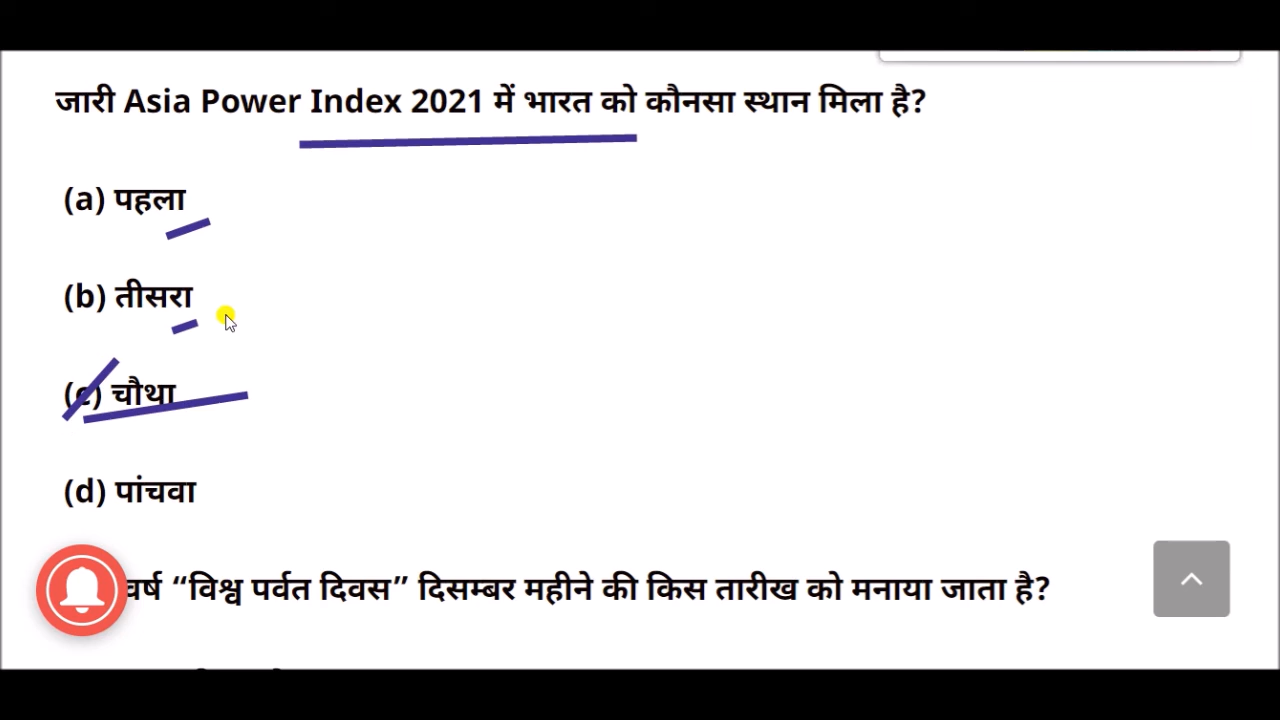 जारी Asia Power Index 2021 में भारत को कौनसा स्थान मिला है?
(a) पहला
(b) तीसरा
(c) चौथा
(d) पांचवा
वर्ष “विश्व पर्वत दिवस” दिसम्बर महीने की किस तारीख को मनाया जाता है?